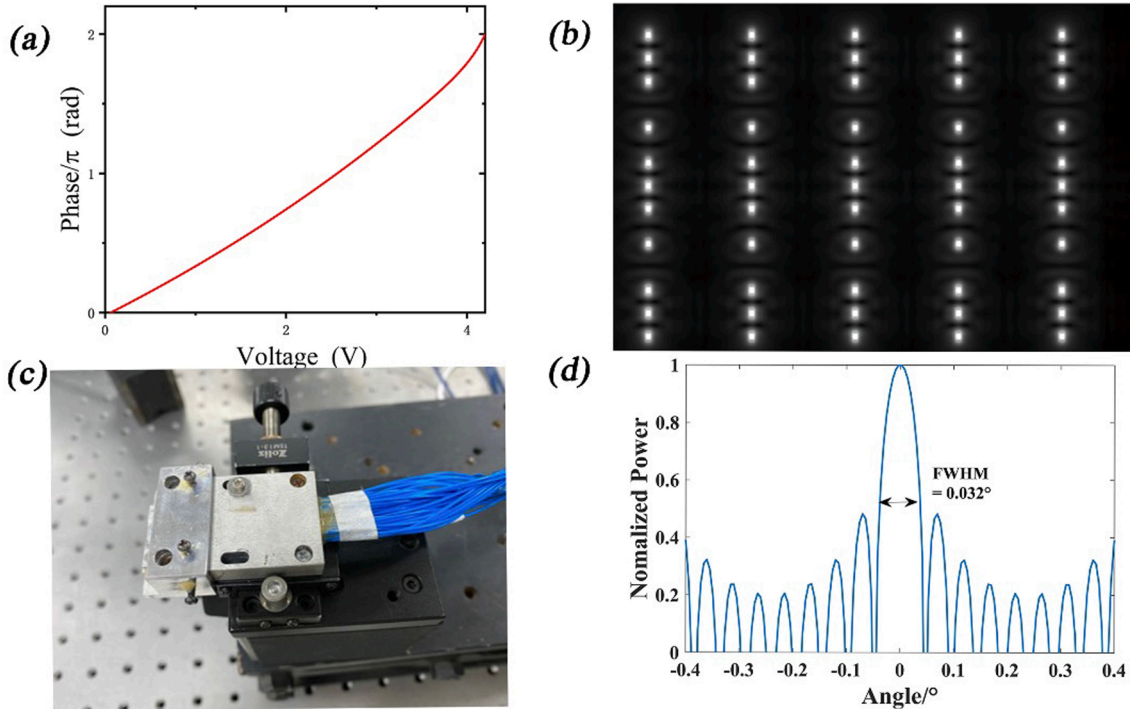 (a)
2
1
0
0
2
4
Phase/π (rad)
Voltage (V)
(b)
(c)
Zolix
(d)
1
0.8
0.6
0.4
0.2
0
-0.4
-0.3
-0.2
-0.1
0
0.1
0.2
0.3
0.4
Nomalized Power
Angle/°
FWHM
= 0.032°